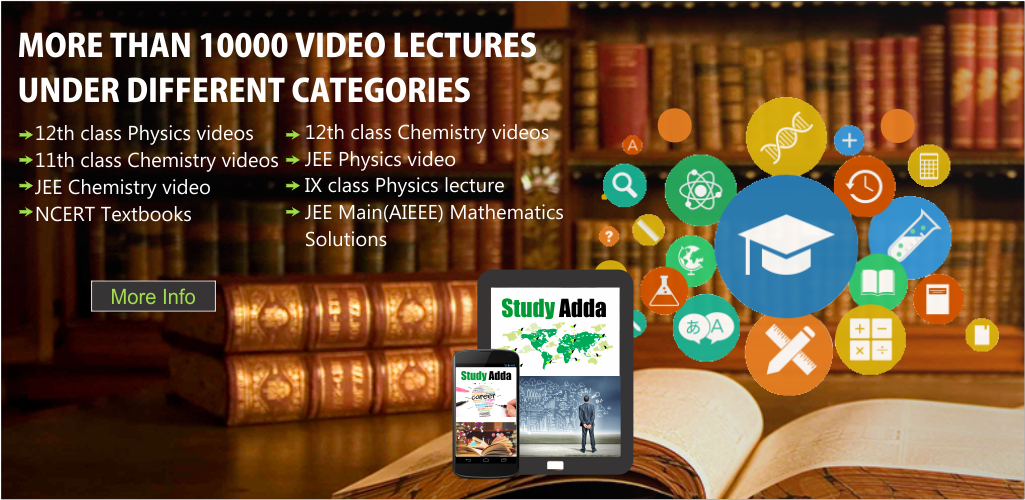 MORE THAN 10000 VIDEO LECTURES
UNDER DIFFERENT CATEGORIES
12th class Physics videos
11th class Chemistry videos
JEE Chemistry video
NCERT Textbooks
12th class Chemistry videos
JEE Physics video
IX class Physics lecture
JEE Main(AIEEE) Mathematics
Solutions
More Info
Study Adda
Study Adda
career
A
?
あ A